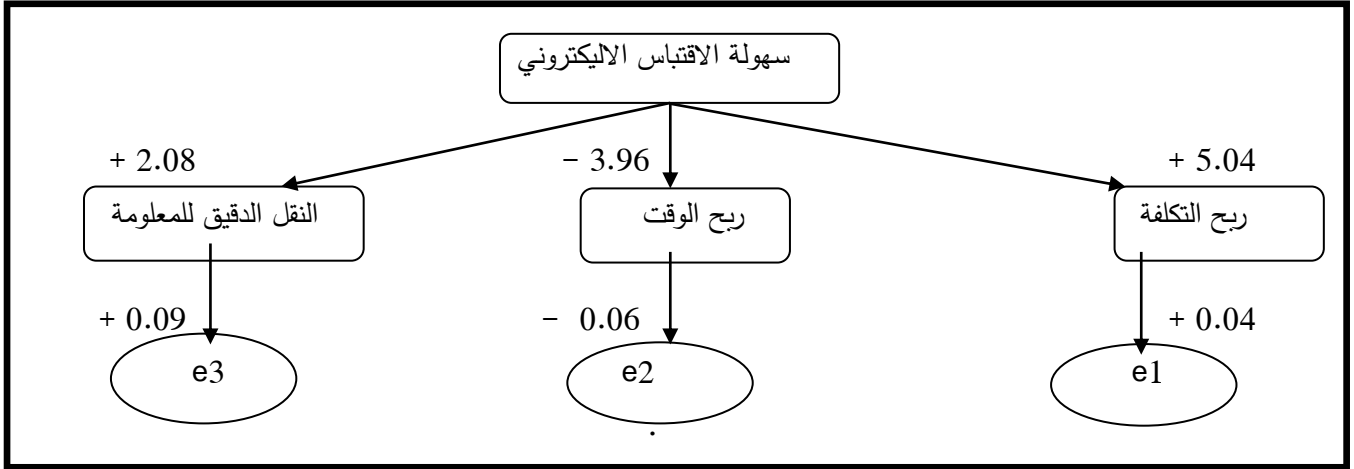 سهولة الاقتباس الاليكتروني
+ 5.04
− 3.96
+ 2.08
ربح التكلفة
ربح الوقت
النقل الدقيق للمعلومة
+ 0.04
− 0.06
+ 0.09
e1
e2
e3
.